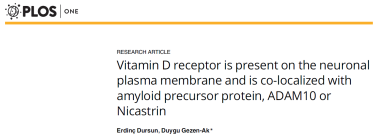 PLOS | ONE
RESEARCH ARTICLE
Vitamin D receptor is present on the neuronal
plasma membrane and is co-localized with
amyloid precursor protein, ADAM10 or
Nicastrin
Erdinç Dursun, Duygu Gezen-Ak*